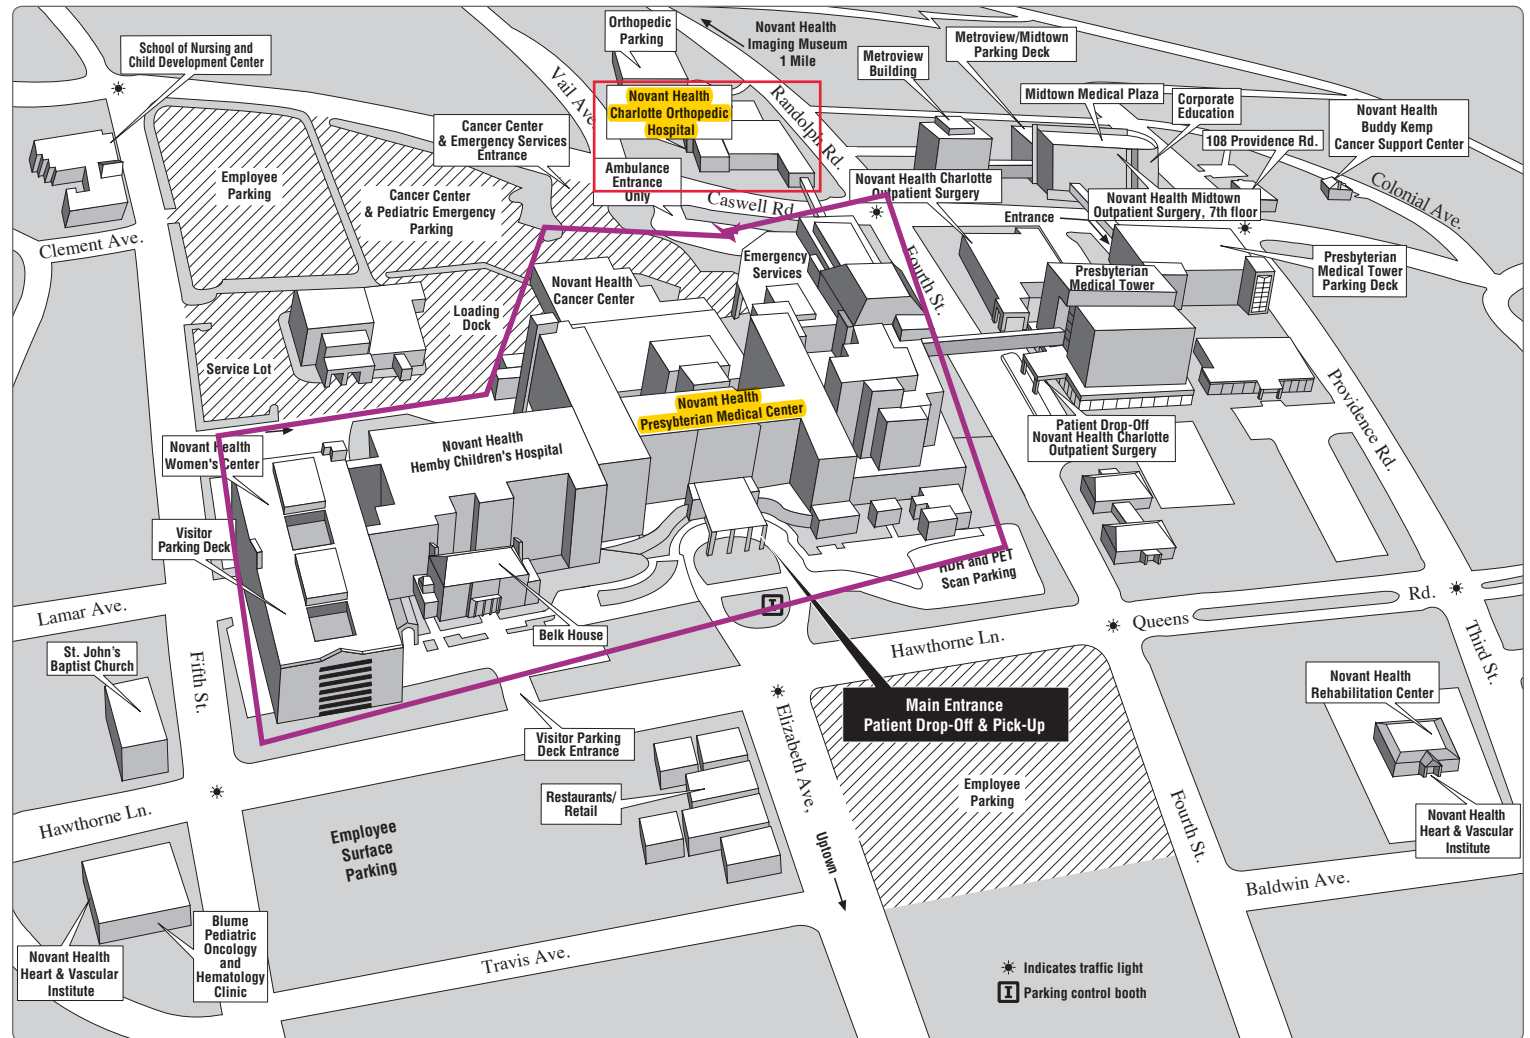 Orthopedic
Parking
Novant Health
Imaging Museum
1 Mile
Metroview/Midtown
Parking Deck
School of Nursing and
Child Development Center
Metroview
Building
Vail Ave.
Randolph Rd.
Midtown Medical Plaza
Corporate
Education
Novant Health
Buddy Kemp
Cancer Support Center
Novant Health
Charlotte Orthopedic
Hospital
108 Providence Rd.
Cancer Center
& Emergency Services
Entrance
Employee
Parking
Ambulance
Entrance
Only
Novant Health Charlotte
Outpatient Surgery
Cancer Center
& Pediatric Emergency
Parking
Caswell Rd.
Entrance
Novant Health Midtown
Outpatient Surgery, 7th floor
Colonial Ave.
Clement Ave.
Emergency
Services
Fourth St.
Presbyterian
Medical Tower
Presbyterian
Medical Tower
Parking Deck
Novant Health
Cancer Center
Loading
Dock
Service Lot
Providence Rd.
Novant Health
Presybterian Medical Center
Novant Health
Women's Center
Novant Health
Hemby Children's Hospital
Patient Drop-Off
Novant Health Charlotte
Outpatient Surgery
Visitor
Parking Deck
HDR and PET
Scan Parking
Lamar Ave.
Belk House
I
Hawthorne Ln.
Queens
Rd.
Third St.
St. John's
Baptist Church
Fifth St.
Novant Health
Rehabilitation Center
Main Entrance
Patient Drop-Off & Pick-Up
Visitor Parking
Deck Entrance
Elizabeth Ave,
Uptown
Restaurants/
Retail
Employee
Parking
Fourth St.
Novant Health
Heart & Vascular
Institute
Hawthorne Ln.
Employee
Surface
Parking
Baldwin Ave.
Blume
Pediatric
Oncology
and
Hematology
Clinic
Novant Health
Heart & Vascular
Institute
Travis Ave.
Indicates traffic light
I Parking control booth